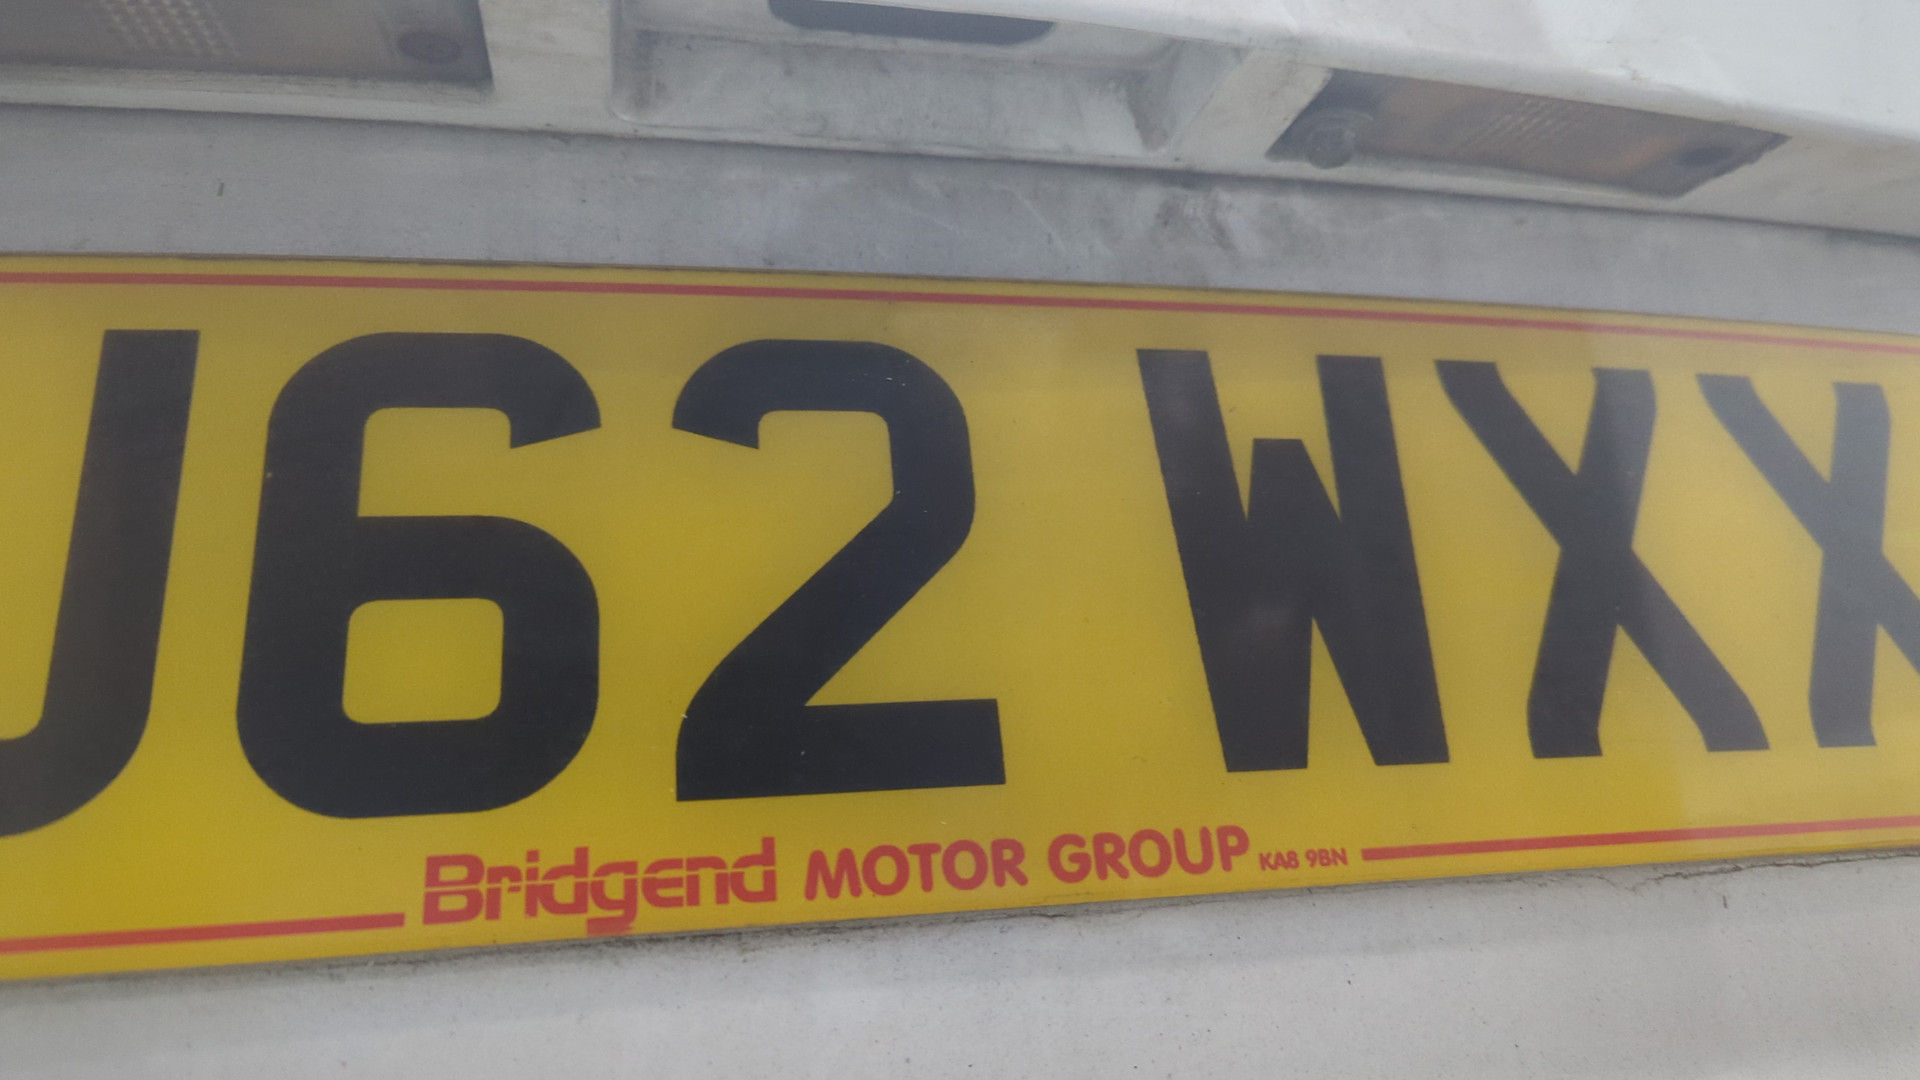 J62 WXX
Bridgend MOTOR GROUP KA8 9BN